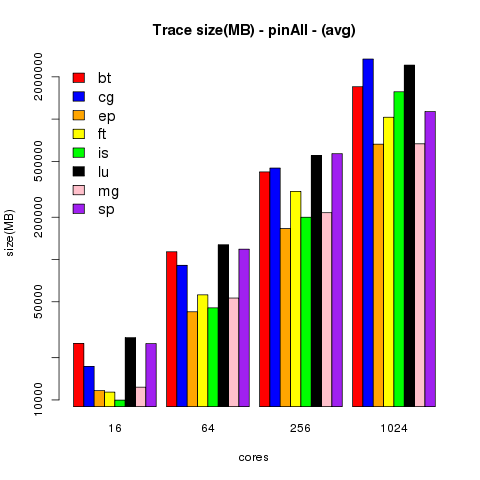 Trace size(MB) - pinAll - (avg)
size(MB)
2000000
500000
200000
50000
10000
bt
cg
ep
ft
is
lu
mg
sp
16 64 256 1024
cores